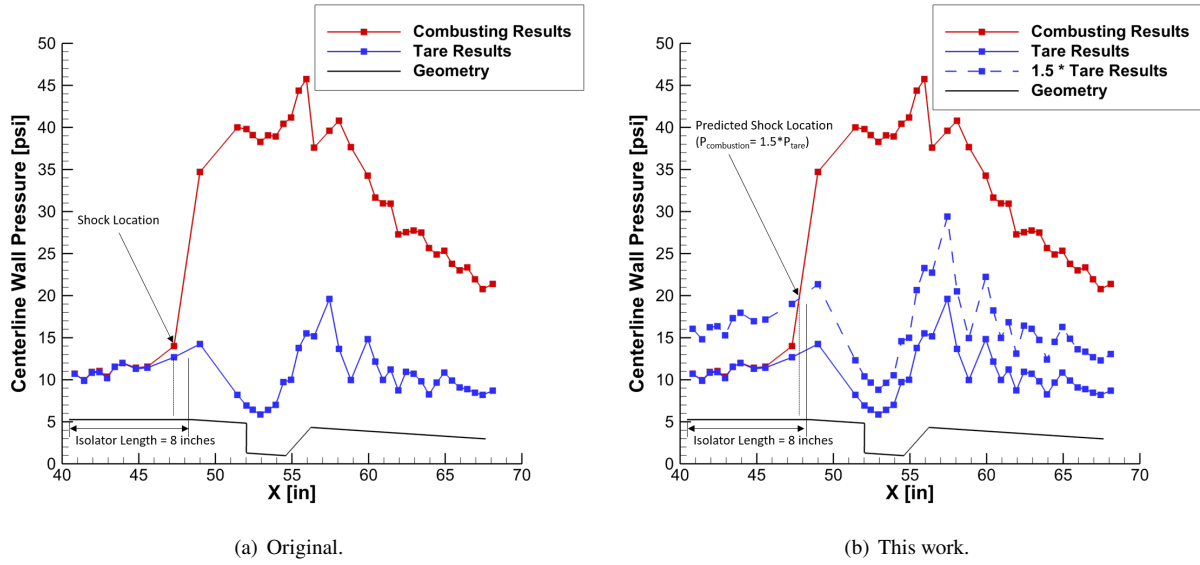 Combusting Results
Tare Results
Geometry
Centerline Wall Pressure [psi]
50
45
40
35
30
25
20
15
10
5
0
Shock Location
Isolator Length = 8 inches
40 45 50 55 60 65 70
X [in]
(a) Original.
Combusting Results
Tare Results
1.5 * Tare Results
Geometry
Centerline Wall Pressure [psi]
50
45
40
35
30
25
20
15
10
5
0
Predicted Shock Location
(Pcombustion= 1.5*Ptare)
Isolator Length = 8 inches
40 45 50 55 60 65 70
X [in]
(b) This work.